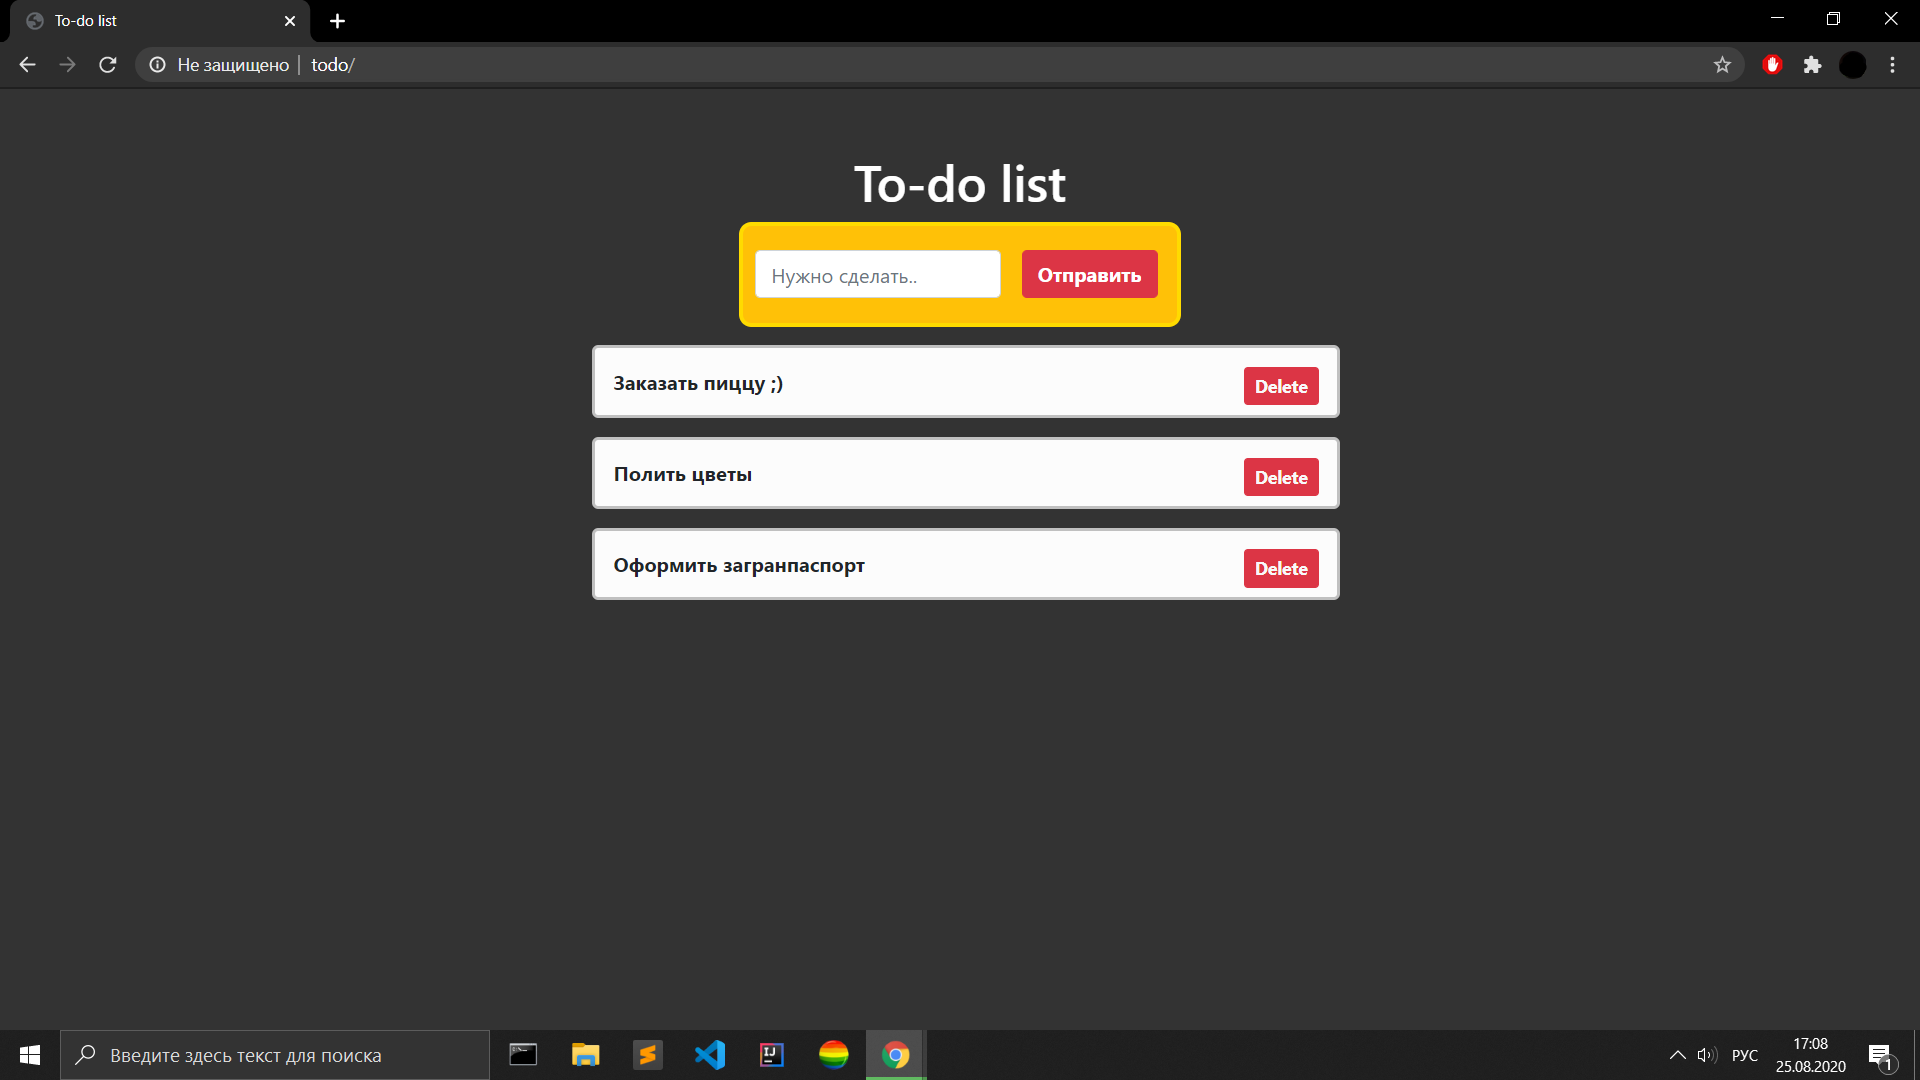 To-do list
Не защищено | todo/
To-do list
Нужно сделать.. Отправить
Заказать пиццу ;) Delete
Полить цветы Delete
Оформить загранпаспорт Delete
Введите здесь текст для поиска
РУС
17:08
25.08.2020
1